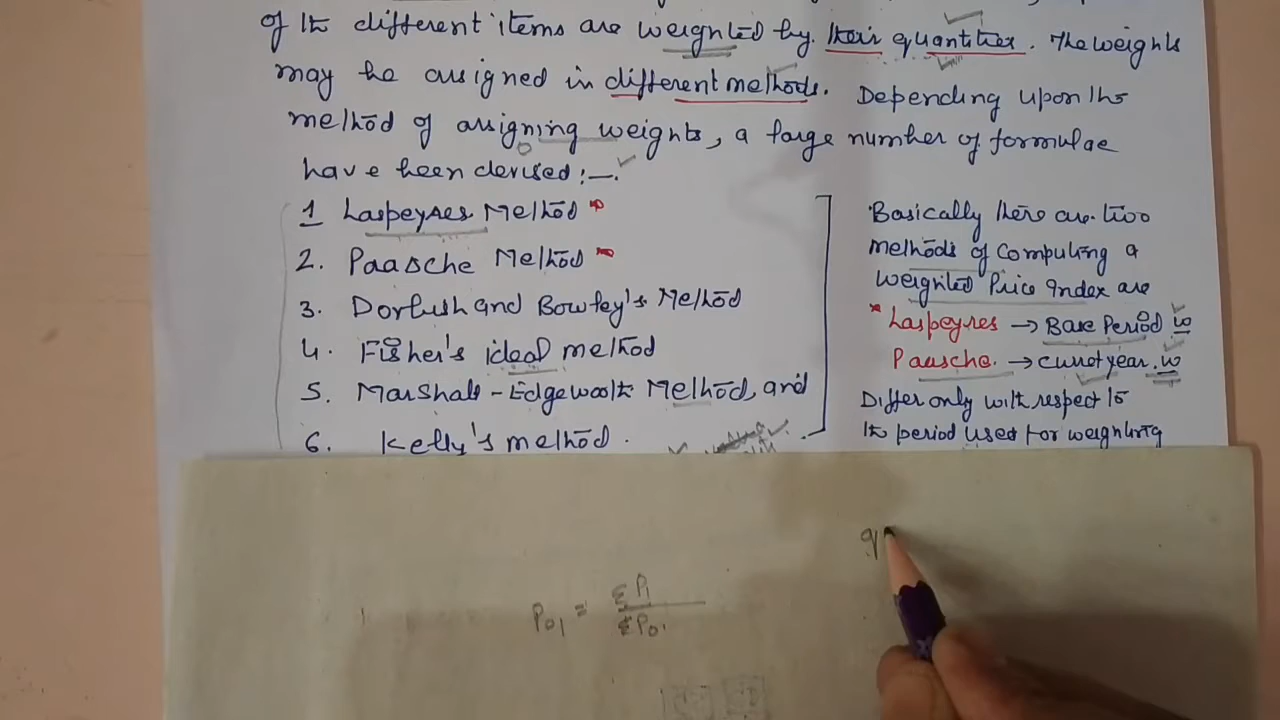 of the different items are weighted by their quantities. The weights
may be assigned in different methods. Depending upon the
method of assigning weights, a large number of formulae
have been devised :-
1 Laspeyres Method *
2. Paasche Method *
3. Dorbish and Bowley's Method
4. Fisher's ideal method
5. Marshall - Edgeworth Method, and
6. Kelly's method.
Basically there are two
methods of Computing a
weighted Price Index are
* Laspeyres → Base Period w
Paasche. → current year. w
Differ only with respect to
the period used for weighting
P01 = ΣP1
ΣP0
q